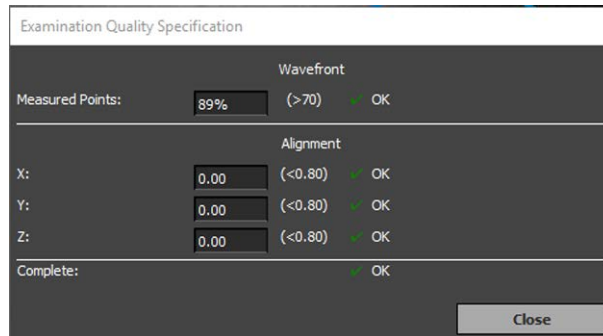 Examination Quality Specification
Wavefront
Measured Points: 89% (>70) OK
Alignment
X: 0.00 (<0.80) OK
Y: 0.00 (<0.80) OK
Z: 0.00 (<0.80) OK
Complete: OK
Close